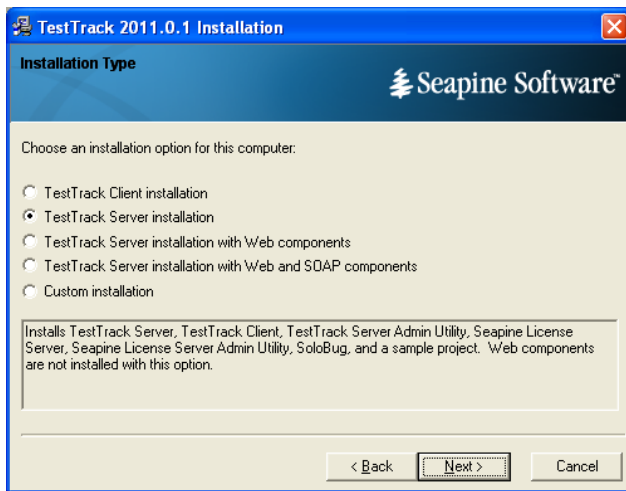 TestTrack 2011.0.1 Installation
Installation Type
Seapine Software™
Choose an installation option for this computer:
TestTrack Client installation
TestTrack Server installation
TestTrack Server installation with Web components
TestTrack Server installation with Web and SOAP components
Custom installation
Installs TestTrack Server, TestTrack Client, TestTrack Server Admin Utility, Seapine License
Server, Seapine License Server Admin Utility, SoloBug, and a sample project. Web components
are not installed with this option.
< Back Next > Cancel